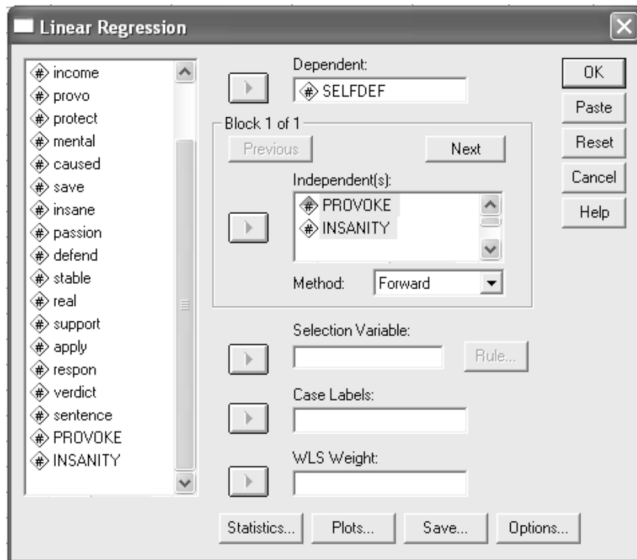 Linear Regression
income
provo
protect
mental
caused
save
insane
passion
defend
stable
real
support
apply
respon
verdict
sentence
PROVOKE
INSANITY
Dependent:
SELFDEF
Block 1 of 1
Previous
Next
Independent(s):
PROVOKE
INSANITY
Method:
Forward
Selection Variable:
Rule...
Case Labels:
WLS Weight:
Statistics...
Plots...
Save...
Options...
OK
Paste
Reset
Cancel
Help